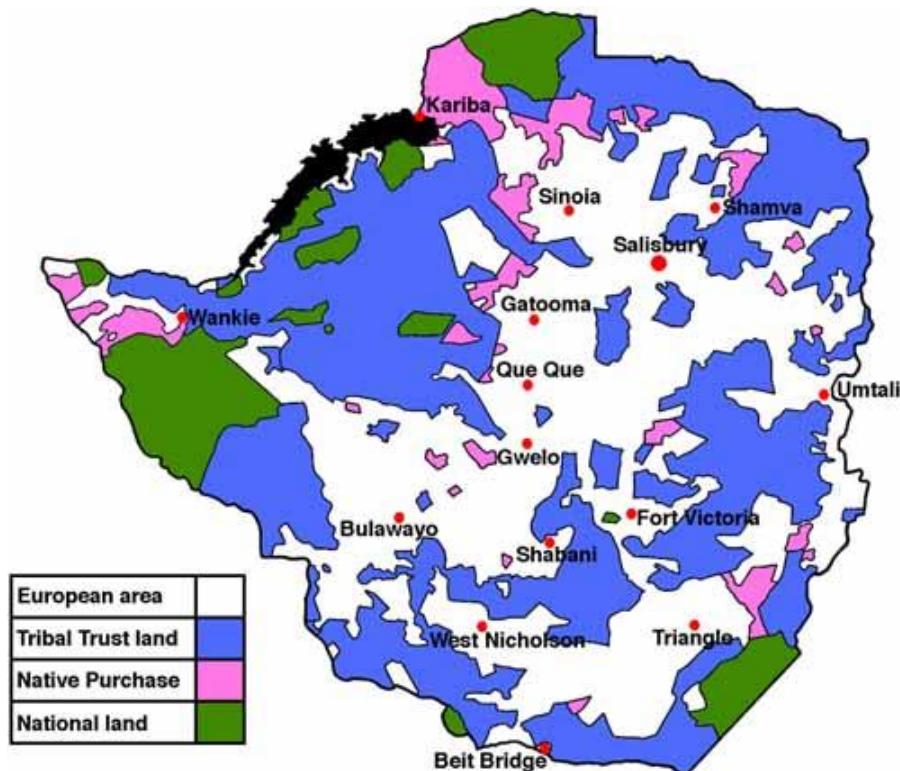 Kariba
Sinoia
Shamva
Salisbury
Wankie
Gatooma
Que Que
Umtali
Gwelo
Bulawayo
Fort Victoria
Shabani
West Nicholson
Trianglo
Beit Bridge
European area
Tribal Trust land
Native Purchase
National land